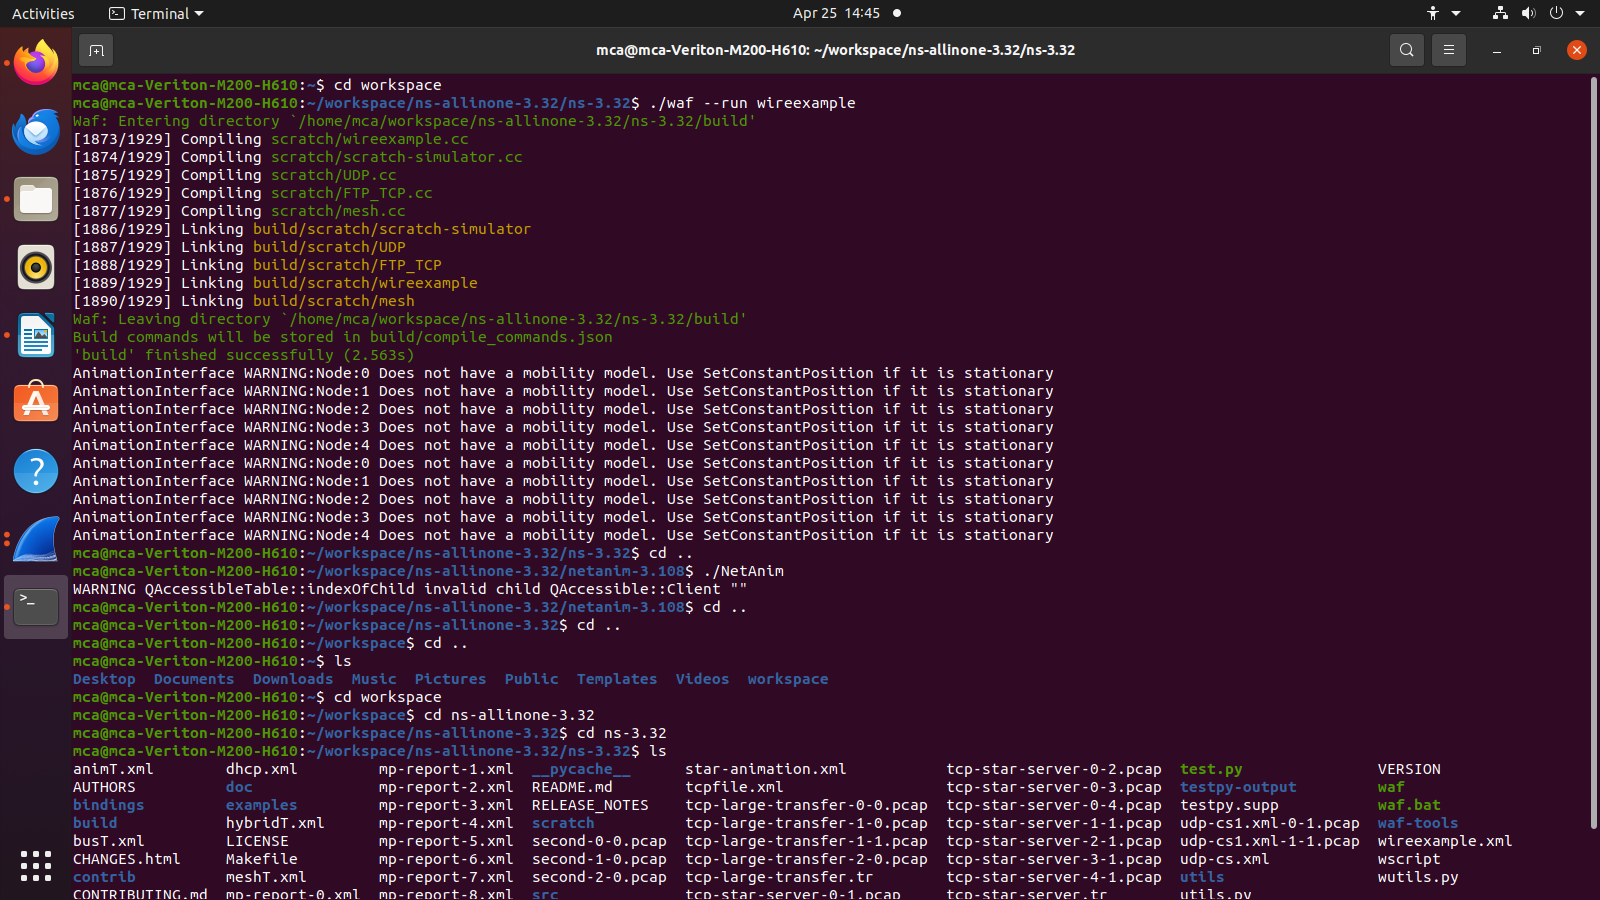 Activities Terminal Apr 25 14:45
mca@mca-Veriton-M200-H610: ~/workspace/ns-allinone-3.32/ns-3.32
mca@mca-Veriton-M200-H610:~$ cd workspace
mca@mca-Veriton-M200-H610:~/workspace/ns-allinone-3.32/ns-3.32$ ./waf --run wireexample
Waf: Entering directory `/home/mca/workspace/ns-allinone-3.32/ns-3.32/build'
[1873/1929] Compiling scratch/wireexample.cc
[1874/1929] Compiling scratch/scratch-simulator.cc
[1875/1929] Compiling scratch/UDP.cc
[1876/1929] Compiling scratch/FTP_TCP.cc
[1877/1929] Compiling scratch/mesh.cc
[1886/1929] Linking build/scratch/scratch-simulator
[1887/1929] Linking build/scratch/UDP
[1888/1929] Linking build/scratch/FTP_TCP
[1889/1929] Linking build/scratch/wireexample
[1890/1929] Linking build/scratch/mesh
Waf: Leaving directory `/home/mca/workspace/ns-allinone-3.32/ns-3.32/build'
Build commands will be stored in build/compile_commands.json
'build' finished successfully (2.563s)
AnimationInterface WARNING:Node:0 Does not have a mobility model. Use SetConstantPosition if it is stationary
AnimationInterface WARNING:Node:1 Does not have a mobility model. Use SetConstantPosition if it is stationary
AnimationInterface WARNING:Node:2 Does not have a mobility model. Use SetConstantPosition if it is stationary
AnimationInterface WARNING:Node:3 Does not have a mobility model. Use SetConstantPosition if it is stationary
AnimationInterface WARNING:Node:4 Does not have a mobility model. Use SetConstantPosition if it is stationary
AnimationInterface WARNING:Node:0 Does not have a mobility model. Use SetConstantPosition if it is stationary
AnimationInterface WARNING:Node:1 Does not have a mobility model. Use SetConstantPosition if it is stationary
AnimationInterface WARNING:Node:2 Does not have a mobility model. Use SetConstantPosition if it is stationary
AnimationInterface WARNING:Node:3 Does not have a mobility model. Use SetConstantPosition if it is stationary
AnimationInterface WARNING:Node:4 Does not have a mobility model. Use SetConstantPosition if it is stationary
mca@mca-Veriton-M200-H610:~/workspace/ns-allinone-3.32/ns-3.32$ cd ..
mca@mca-Veriton-M200-H610:~/workspace/ns-allinone-3.32/netanim-3.108$ ./NetAnim
WARNING QAccessibleTable::indexOfChild invalid child QAccessible::Client ""
mca@mca-Veriton-M200-H610:~/workspace/ns-allinone-3.32/netanim-3.108$ cd ..
mca@mca-Veriton-M200-H610:~/workspace/ns-allinone-3.32$ cd ..
mca@mca-Veriton-M200-H610:~/workspace$ cd ..
mca@mca-Veriton-M200-H610:~$ ls
Desktop Documents Downloads Music Pictures Public Templates Videos workspace
mca@mca-Veriton-M200-H610:~$ cd workspace
mca@mca-Veriton-M200-H610:~/workspace$ cd ns-allinone-3.32
mca@mca-Veriton-M200-H610:~/workspace/ns-allinone-3.32$ cd ns-3.32
mca@mca-Veriton-M200-H610:~/workspace/ns-allinone-3.32/ns-3.32$ ls
animT.xml dhcp.xml mp-report-1.xml __pycache__ star-animation.xml tcp-star-server-0-2.pcap test.py VERSION
AUTHORS doc mp-report-2.xml README.md tcpfile.xml tcp-star-server-0-3.pcap testpy-output waf
bindings examples mp-report-3.xml RELEASE_NOTES tcp-large-transfer-0-0.pcap tcp-star-server-0-4.pcap testpy.supp waf.bat
build hybridT.xml mp-report-4.xml scratch tcp-large-transfer-1-0.pcap tcp-star-server-1-1.pcap udp-cs1.xml-0-1.pcap waf-tools
busT.xml LICENSE mp-report-5.xml second-0-0.pcap tcp-large-transfer-1-1.pcap tcp-star-server-2-1.pcap udp-cs1.xml-1-1.pcap wireexample.xml
CHANGES.html Makefile mp-report-6.xml second-1-0.pcap tcp-large-transfer-2-0.pcap tcp-star-server-3-1.pcap udp-cs.xml wscript
contrib meshT.xml mp-report-7.xml second-2-0.pcap tcp-large-transfer.tr tcp-star-server-4-1.pcap utils wutils.py
CONTRIBUTING.md mp-report-0.xml mp-report-8.xml src tcp-star-server-0-1.pcap tcp-star-server.tr utils.py